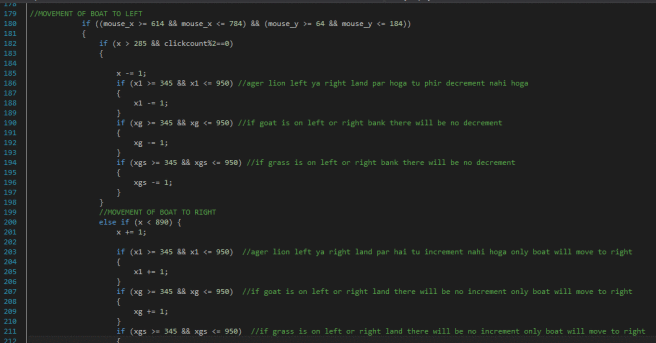 179 //MOVEMENT OF BOAT TO LEFT
180 if ((mouse_x >= 614 && mouse_x <= 784) && (mouse_y >= 64 && mouse_y <= 184))
181 {
182 if (x > 285 && clickcount%2==0)
183 {
184
185 x -= 1;
186 if (xl >= 345 && xl <= 950) //ager lion left ya right land par hoga tu phir decrement nahi hoga
187 {
188 xl -= 1;
189 }
190 if (xg >= 345 && xg <= 950) //if goat is on left or right bank there will be no decrement
191 {
192 xg -= 1;
193 }
194 if (xgs >= 345 && xgs <= 950) //if grass is on left or right bank there will be no decrement
195 {
196 xgs -= 1;
197 }
198 }
199 //MOVEMENT OF BOAT TO RIGHT
200 else if (x < 890) {
201 x += 1;
202
203 if (xl >= 345 && xl <= 950) //ager lion left ya right land par hai tu increment nahi hoga only boat will move to right
204 {
205 xl += 1;
206 }
207 if (xg >= 345 && xg <= 950) //if goat is on left or right land there will be no increment only boat will move to right
208 {
209 xg += 1;
210 }
211 if (xgs >= 345 && xgs <= 950) //if grass is on left or right land there will be no increment only boat will move to right
212 {